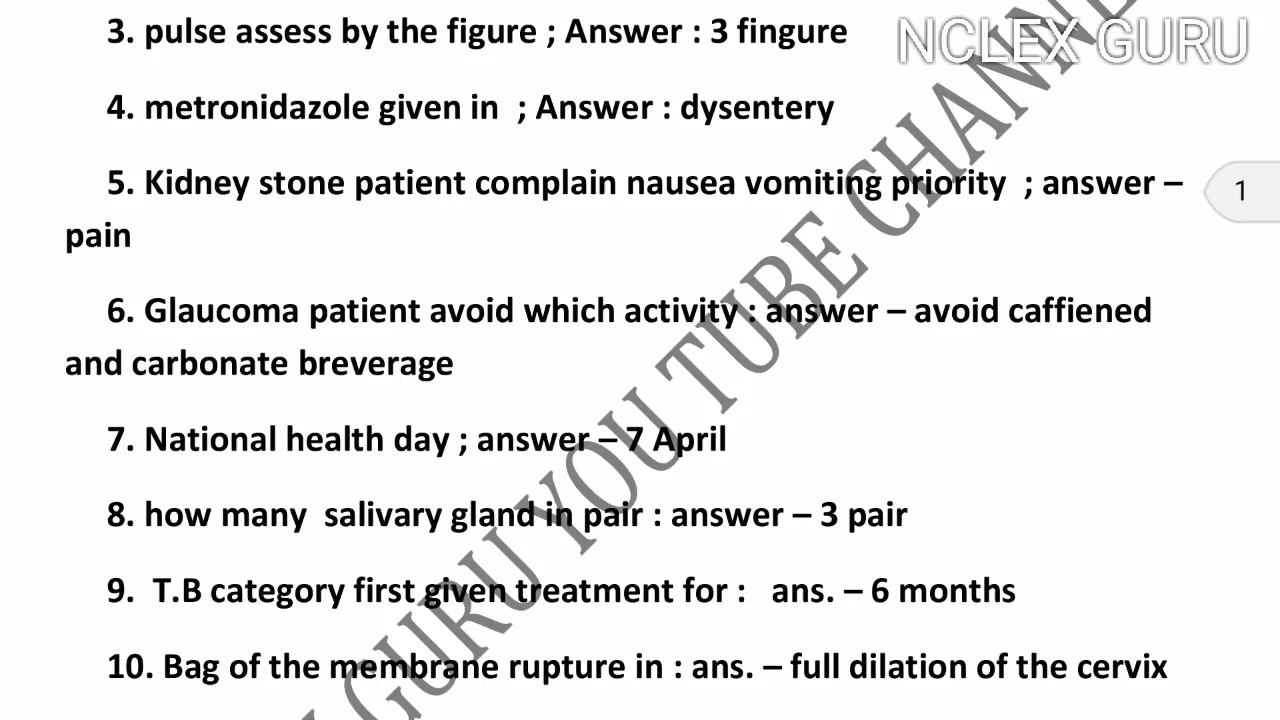 3. pulse assess by the figure ; Answer : 3 fingure
NCLEX GURU
4. metronidazole given in  ; Answer : dysentery
5. Kidney stone patient complain nausea vomiting priority  ; answer –
1
pain
6. Glaucoma patient avoid which activity : answer – avoid caffiened
and carbonate breverage
7. National health day ; answer – 7 April
8. how many  salivary gland in pair : answer – 3 pair
9.  T.B category first given treatment for :   ans. – 6 months
10. Bag of the membrane rupture in : ans. – full dilation of the cervix
GURU YOU TUBE CHANNE